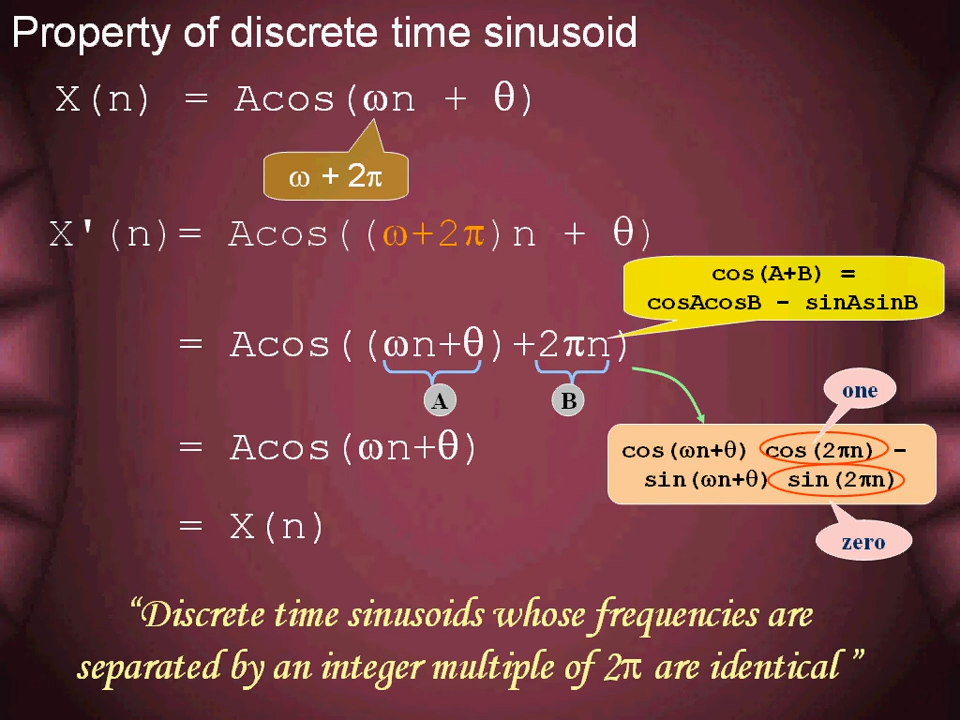 Property of discrete time sinusoid
X(n) = Acos(ωn + θ)
ω + 2π
X'(n)= Acos((ω+2π)n + θ)
cos(A+B) =
cosAcosB - sinAsinB
= Acos((ωn+θ)+2πn)
A
B
one
= Acos(ωn+θ)
cos(ωn+θ) cos(2πn) -
sin(ωn+θ) sin(2πn)
= X(n)
zero
“Discrete time sinusoids whose frequencies are
separated by an integer multiple of 2π are identical ”